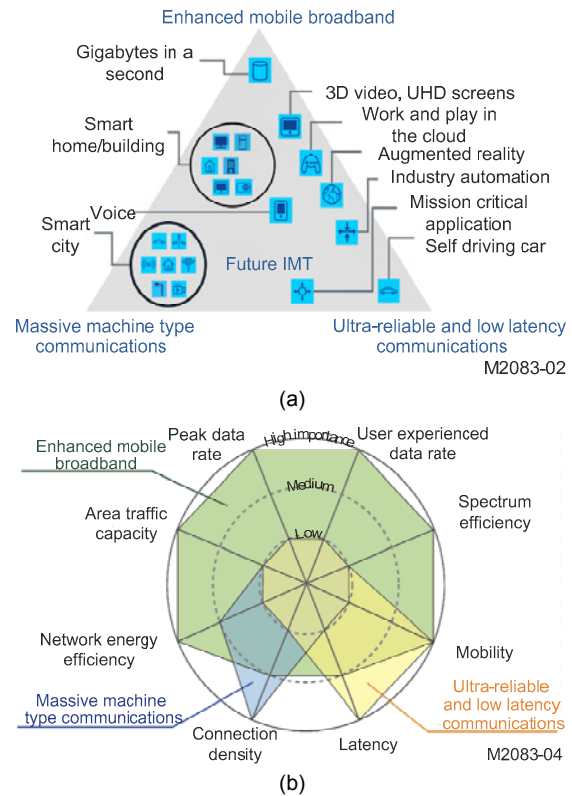 (a)
Enhanced mobile broadband
Gigabytes in a
second
3D video, UHD screens
Work and play in
the cloud
Smart
home/building
Augmented reality
Industry automation
Mission critical
application
Voice
Smart
city
Self driving car
Future IMT
Massive machine type
communications
Ultra-reliable and low latency
communications
M2083-02
(a)
Peak data
rate
High importance
User experienced
data rate
Enhanced mobile
broadband
Medium
Area traffic
capacity
Spectrum
efficiency
Low
Network energy
efficiency
Mobility
Massive machine
type communications
Ultra-reliable
and low latency
communications
Connection
density
Latency
M2083-04
(b)